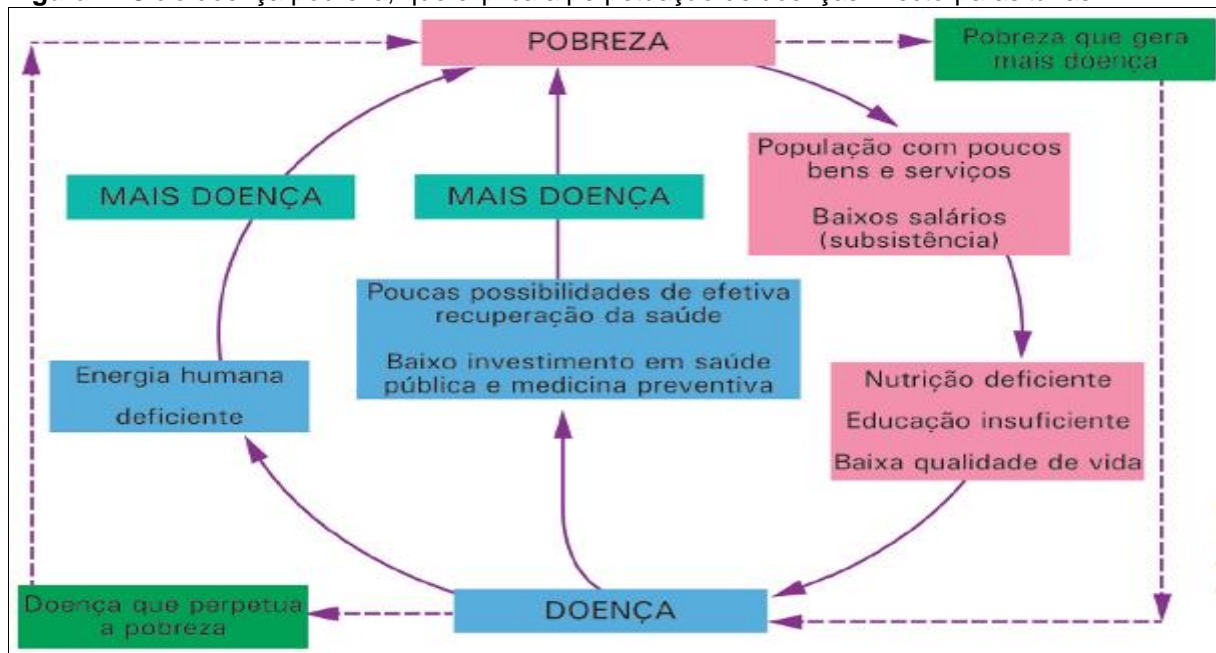 POBREZA
Pobreza que gera
mais doença
População com poucos
bens e serviços
Baixos salários
(subsistência)
MAIS DOENÇA
MAIS DOENÇA
Poucas possibilidades de efetiva
recuperação da saúde
Baixo investimento em saúde
pública e medicina preventiva
Energia humana
deficiente
Nutrição deficiente
Educação insuficiente
Baixa qualidade de vida
Doença que perpetua
a pobreza
DOENÇA